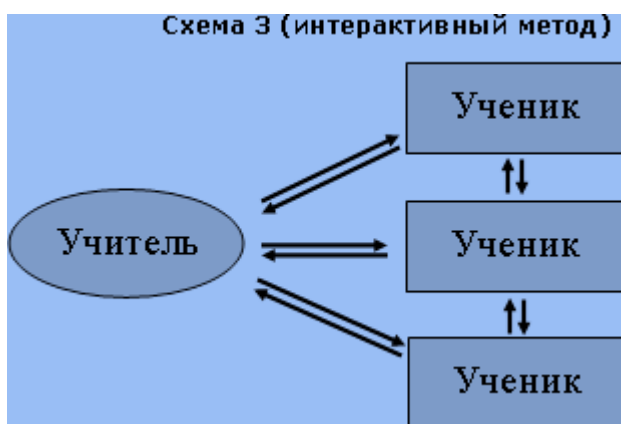 Схема 3 (интерактивный метод)
Ученик
Учитель
Ученик
Ученик